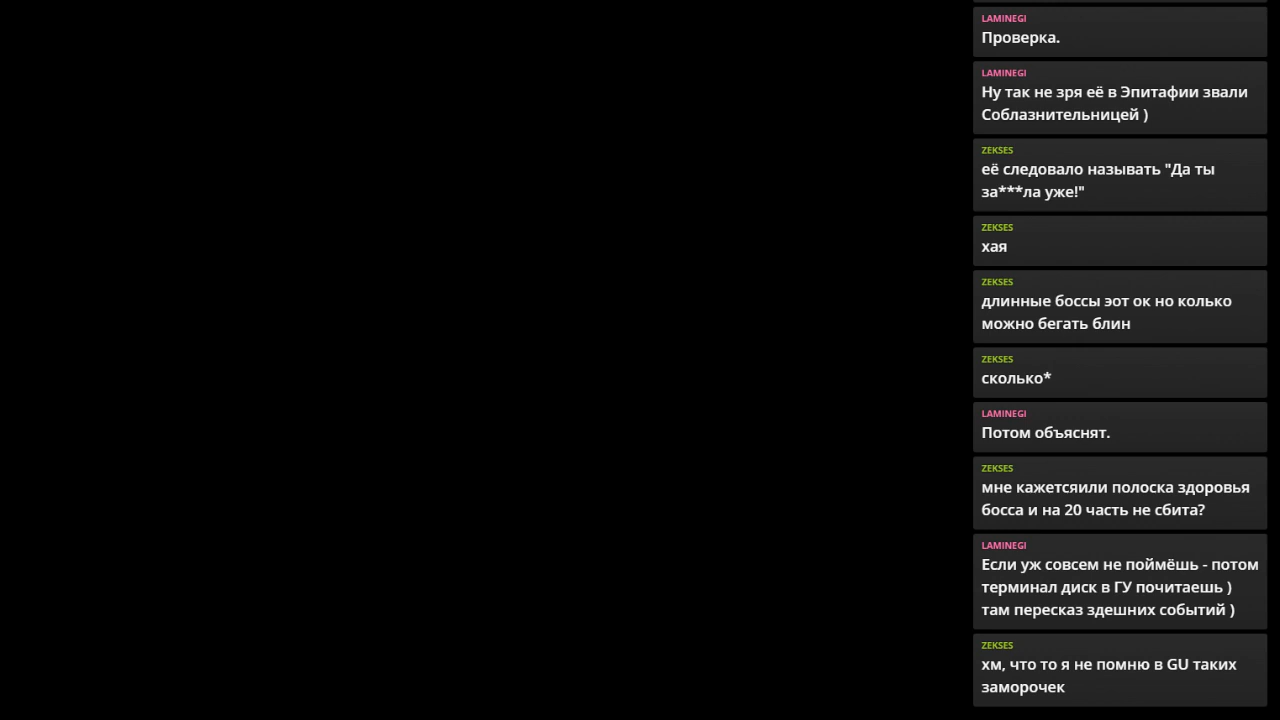 LAMINEGI
Проверка.
LAMINEGI
Ну так не зря её в Эпитафии звали
Соблазнительницей )
ZEKSES
её следовало называть "Да ты
за***ла уже!"
ZEKSES
хая
ZEKSES
длинные боссы эот ок но колько
можно бегать блин
ZEKSES
сколько*
LAMINEGI
Потом объяснят.
ZEKSES
мне кажетсяили полоска здоровья
босса и на 20 часть не сбита?
LAMINEGI
Если уж совсем не поймёшь - потом
терминал диск в ГУ почитаешь )
там пересказ здешних событий )
ZEKSES
хм, что то я не помню в GU таких
заморочек